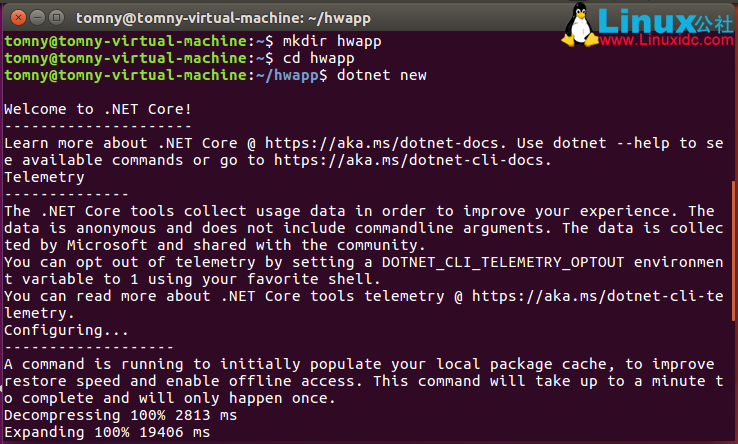 tomny@tomny-virtual-machine: ~/hwapp
Linux公社
www.Linuxidc.com
tomny@tomny-virtual-machine:~$ mkdir hwapp
tomny@tomny-virtual-machine:~$ cd hwapp
tomny@tomny-virtual-machine:~/hwapp$ dotnet new
Welcome to .NET Core!
---------------------
Learn more about .NET Core @ https://aka.ms/dotnet-docs. Use dotnet --help to se
e available commands or go to https://aka.ms/dotnet-cli-docs.
Telemetry
--------------
The .NET Core tools collect usage data in order to improve your experience. The
data is anonymous and does not include commandline arguments. The data is collec
ted by Microsoft and shared with the community.
You can opt out of telemetry by setting a DOTNET_CLI_TELEMETRY_OPTOUT environmen
t variable to 1 using your favorite shell.
You can read more about .NET Core tools telemetry @ https://aka.ms/dotnet-cli-te
lemetry.
Configuring...
-------------------
A command is running to initially populate your local package cache, to improve
restore speed and enable offline access. This command will take up to a minute t
o complete and will only happen once.
Decompressing 100% 2813 ms
Expanding 100% 19406 ms